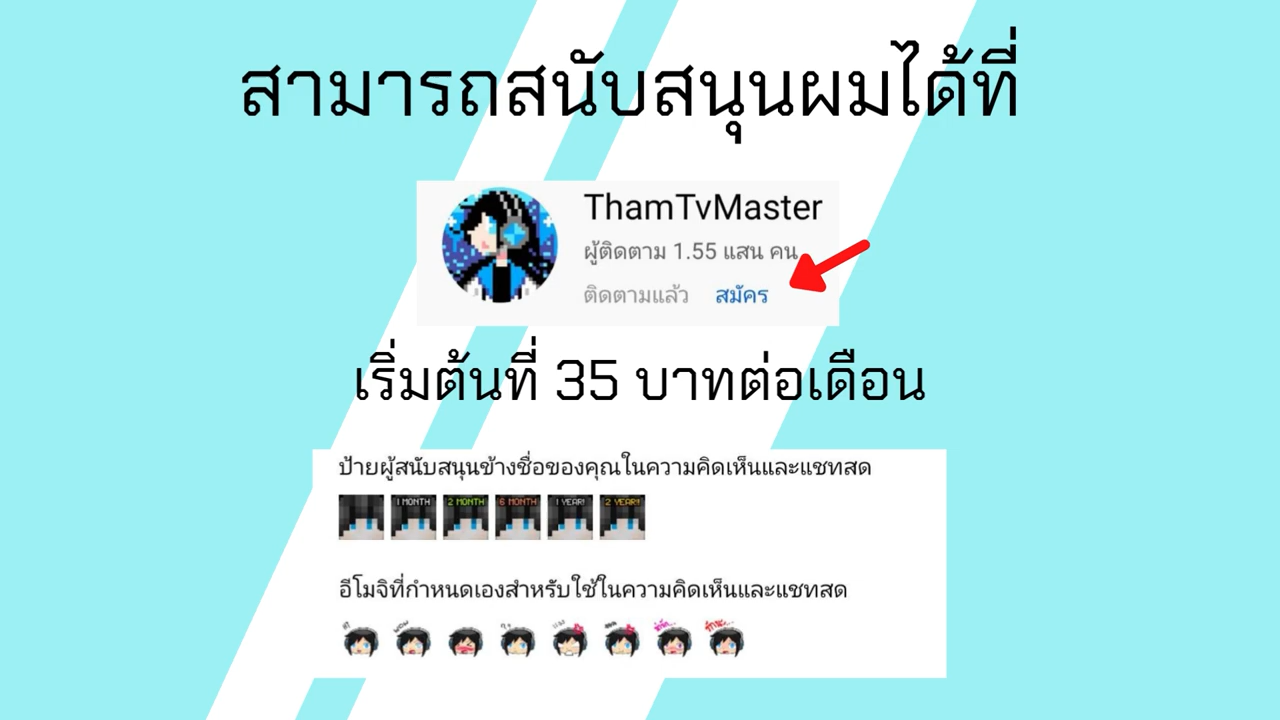 สามารถสนับสนุนผมได้ที่
ThamTvMaster
ผู้ติดตาม 1.55 แสน คน
ติดตามแล้ว สมัคร
เริ่มต้นที่ 35 บาทต่อเดือน
ป้ายผู้สนับสนุนข้างชื่อของคุณในความคิดเห็นและแชทสด
1 MONTH 2 MONTH 6 MONTH 1 YEAR! 2 YEAR!!
อีโมจิที่กำหนดเองสำหรับใช้ในความคิดเห็นและแชทสด